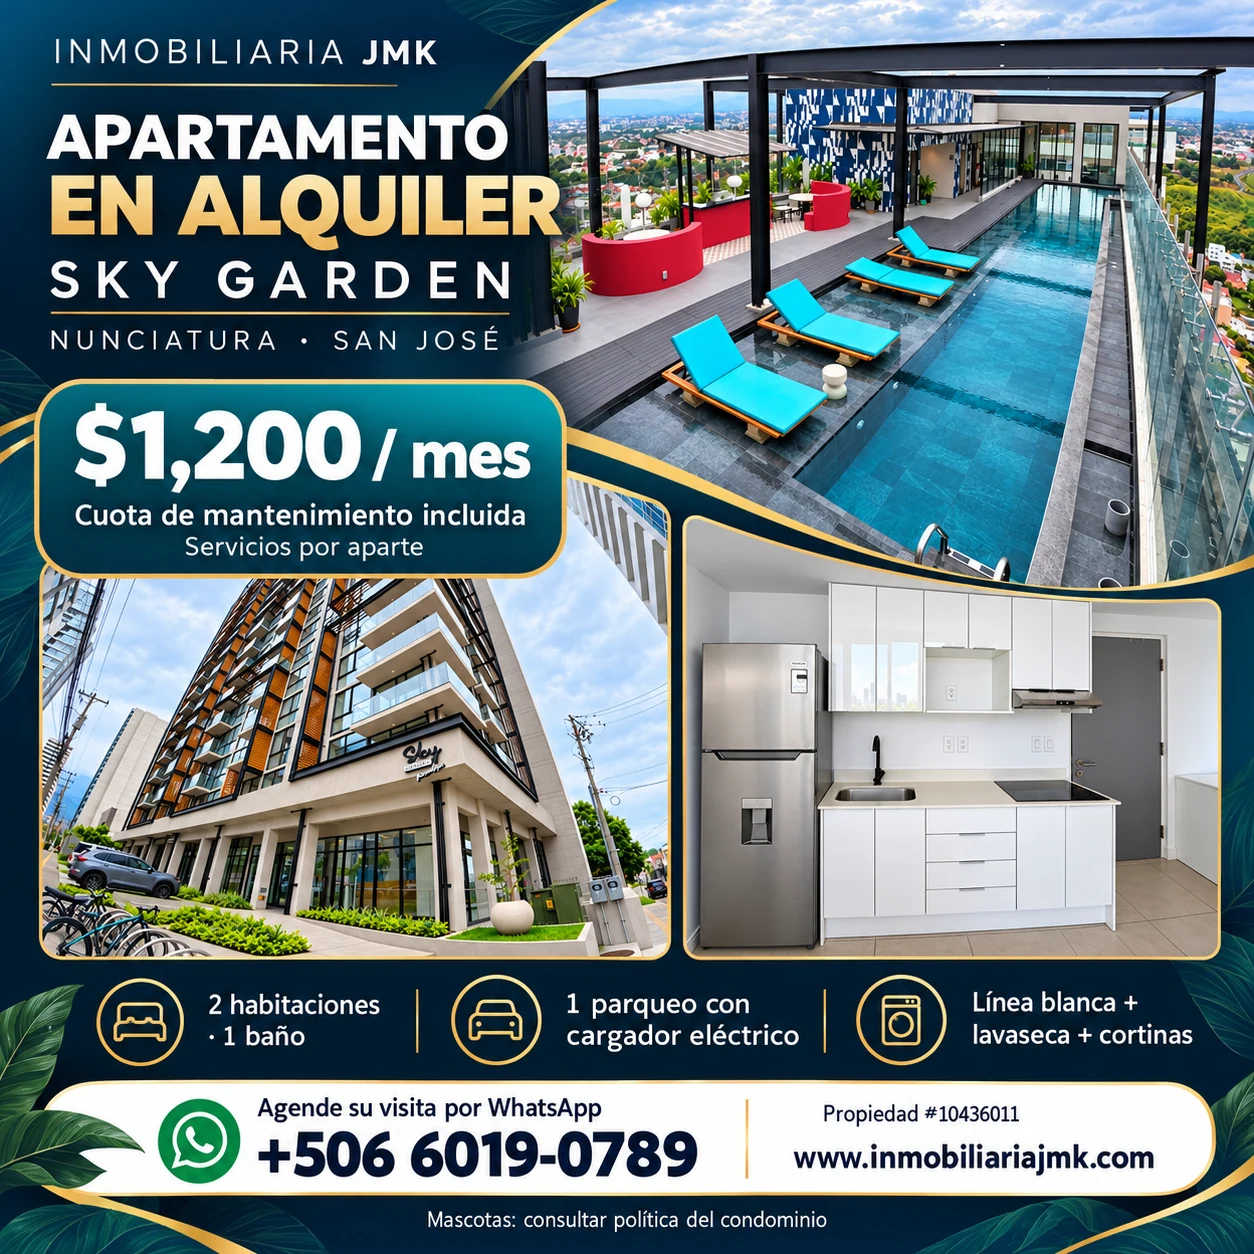 INMOBILIARIA JMK
APARTAMENTO
EN ALQUILER
SKY GARDEN
NUNCIATURA • SAN JOSÉ
$1,200 / mes
Cuota de mantenimiento incluida
Servicios por aparte
Sky
2 habitaciones
· 1 baño
1 parqueo con
cargador eléctrico
Línea blanca +
lavaseca + cortinas
Agende su visita por WhatsApp
+506 6019-0789
Propiedad #10436011
www.inmobiliariajmk.com
Mascotas: consultar política del condominio